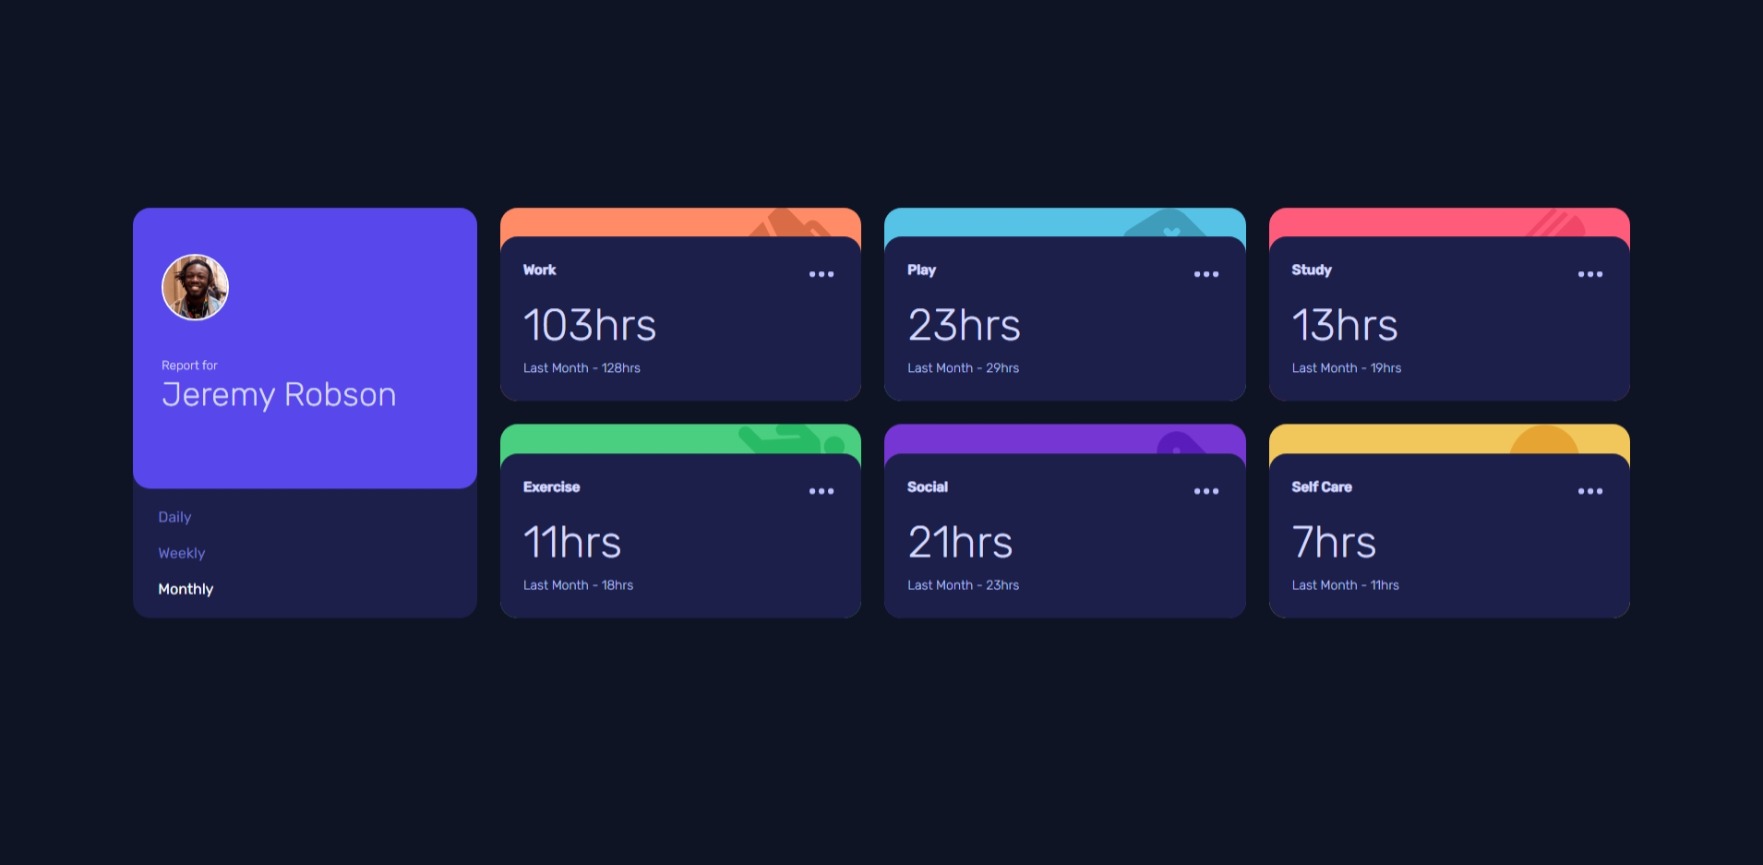 Report for
Jeremy Robson
Daily
Weekly
Monthly
Work
103hrs
Last Month - 128hrs
Play
23hrs
Last Month - 29hrs
Study
13hrs
Last Month - 19hrs
Exercise
11hrs
Last Month - 18hrs
Social
21hrs
Last Month - 23hrs
Self Care
7hrs
Last Month - 11hrs